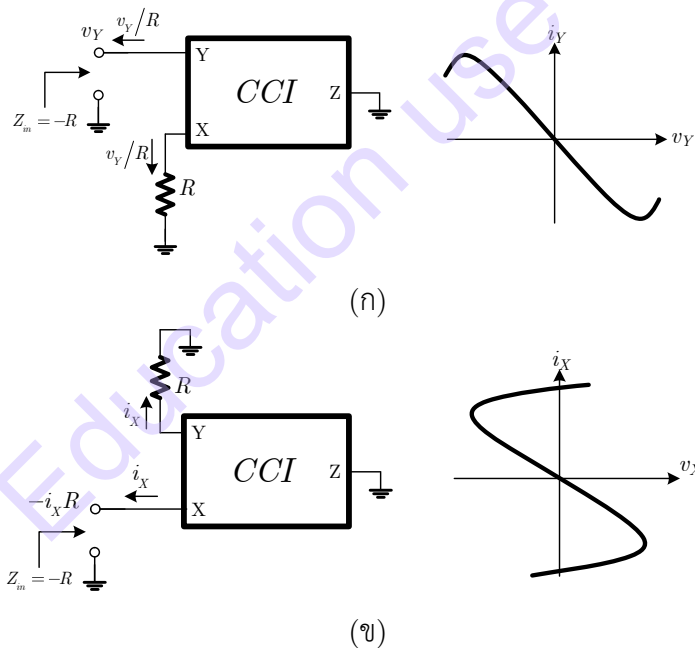 v_Y
v_Y/R
Z_in = -R
Y
CCI
Z
X
v_Y/R
R
i_Y
v_Y
(ก)
R
i_X
Y
CCI
Z
i_X
X
-i_X R
Z_in = -R
i_X
v_X
(ข)
Education use